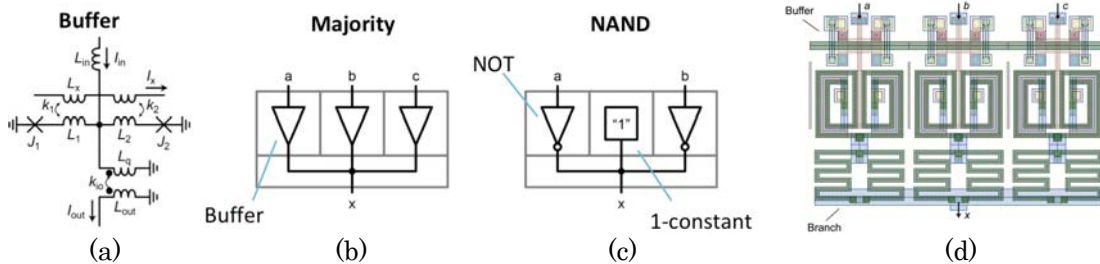 Buffer
L_in
I_in
L_x
I_x
k_1
k_2
J_1
L_1
L_2
J_2
L_q
k_io
I_out
L_out
(a)
Majority
a b c
Buffer
x
(b)
NAND
NOT
a b
“1”
x
1-constant
(c)
Buffer
a b c
Branch
x
(d)